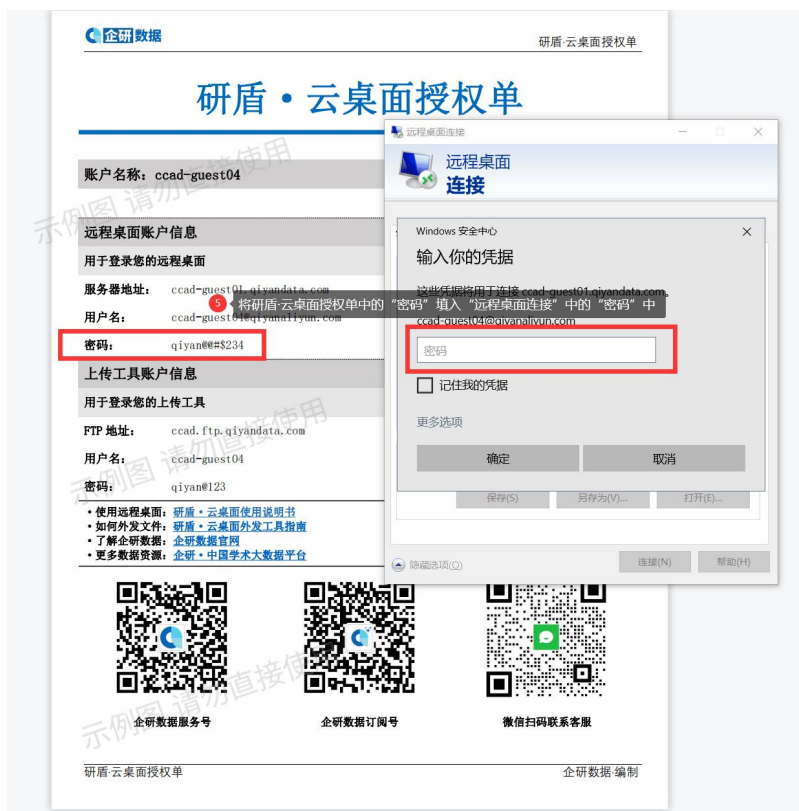 企研数据
研盾·云桌面授权单
研盾・云桌面授权单
账户名称：ccad-guest04
远程桌面账户信息
用于登录您的远程桌面
服务器地址： ccad-guest01.qiyandata.com
用户名： ccad-guest04@qiyanaliyun.com
密码： qiyan@@#$234
上传工具账户信息
用于登录您的上传工具
FTP 地址： ccad.ftp.qiyandata.com
用户名： ccad-guest04
密码： qiyan@123
• 使用远程桌面：研盾・云桌面使用说明书
• 如何外发文件：研盾・云桌面外发工具指南
• 了解企研数据：企研数据官网
• 更多数据资源：企研・中国学术大数据平台
远程桌面连接
远程桌面
连接
Windows 安全中心
输入你的凭据
这些凭据将用于连接 ccad-guest01.qiyandata.com。
5 将研盾·云桌面授权单中的“密码”填入“远程桌面连接”中的“密码”中
ccad-guest04@qiyanaliyun.com
密码
记住我的凭据
更多选项
确定 取消
保存(S) 另存为(V)... 打开(E)...
隐藏选项(O) 连接(N) 帮助(H)
企研数据服务号 企研数据订阅号 微信扫码联系客服
研盾·云桌面授权单 企研数据·编制
示例图 请勿直接使用
示例图 请勿直接使用
示例图 请勿直接使用